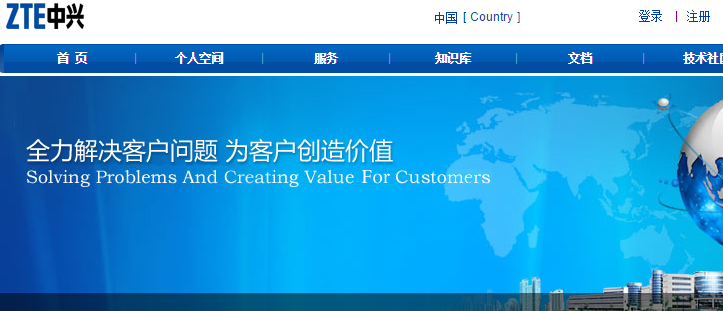 ZTE中兴
中国 [ Country ]
登录 | 注册
首 页 | 个人空间 | 服务 | 知识库 | 文档 | 技术社
全力解决客户问题 为客户创造价值
Solving Problems And Creating Value For Customers